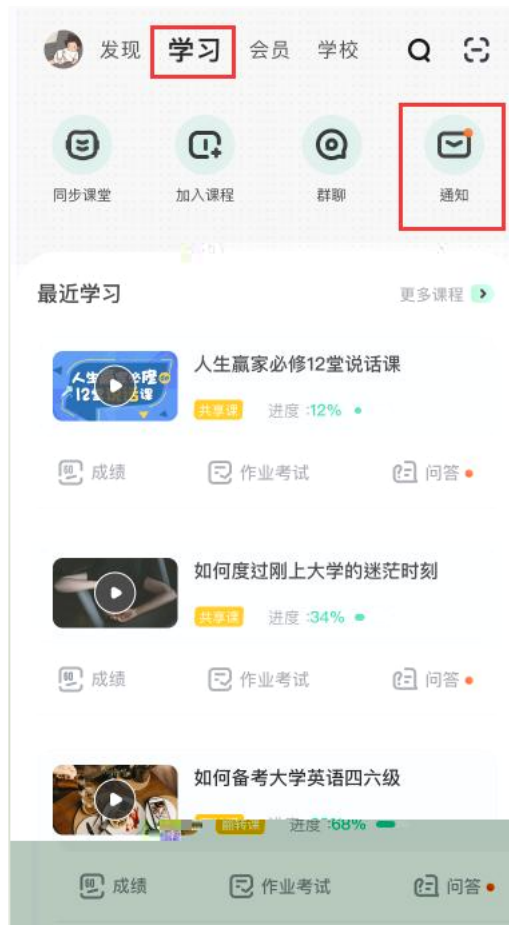 发现 学习 会员 学校
同步课堂 加入课程 群聊 通知
最近学习 更多课程
人生赢家必修12堂说话课
共享课 进度:12%
成绩 作业考试 问答
如何度过刚上大学的迷茫时刻
共享课 进度:34%
成绩 作业考试 问答
如何备考大学英语四六级
翻转课 进度:68%
成绩 作业考试 问答